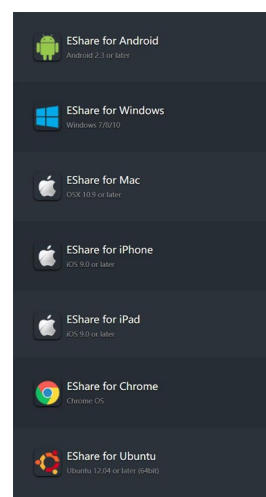 EShare for Android
Android 2.3 or later
EShare for Windows
Windows 7/8/10
EShare for Mac
OSX 10.9 or later
EShare for iPhone
iOS 9.0 or later
EShare for iPad
iOS 9.0 or later
EShare for Chrome
Chrome OS
EShare for Ubuntu
Ubuntu 12.04 or later (64bit)